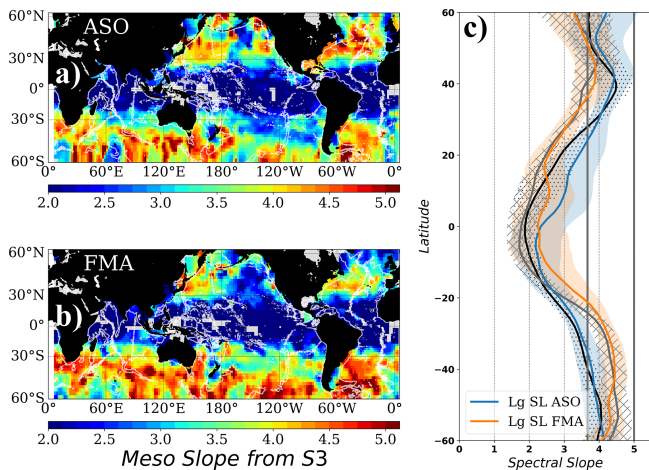 60°N
30°N
0°
30°S
60°S
ASO
a)
0°
60°E
120°E
180°
120°W
60°W
0°
2.0 2.5 3.0 3.5 4.0 4.5 5.0
60°N
30°N
0°
30°S
60°S
FMA
b)
0°
60°E
120°E
180°
120°W
60°W
0°
2.0 2.5 3.0 3.5 4.0 4.5 5.0
Meso Slope from S3
c)
Latitude
60
40
20
0
−20
−40
−60
Lg SL ASO
Lg SL FMA
0 1 2 3 4 5
Spectral Slope